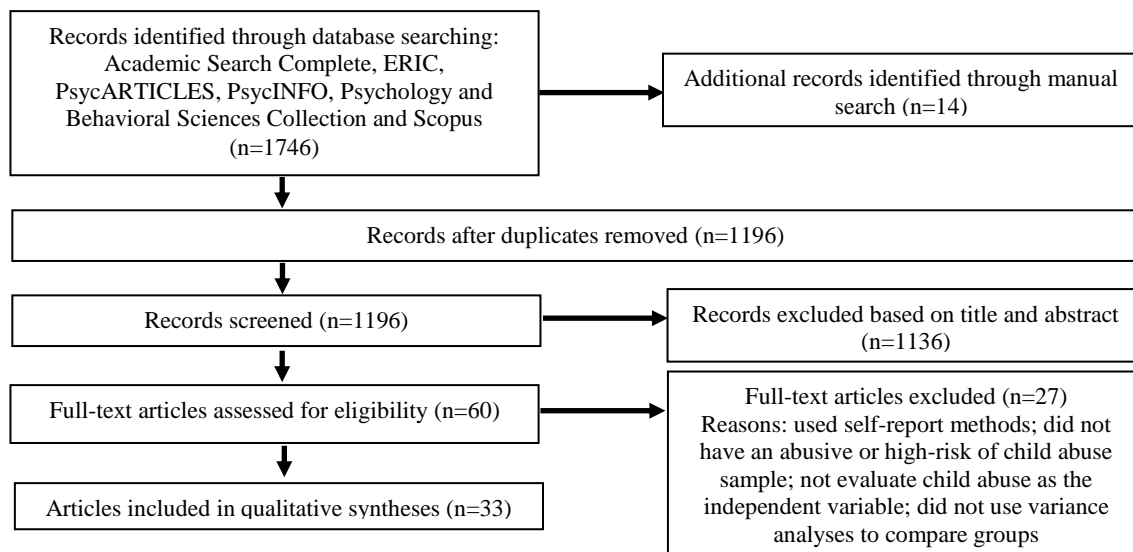 Records identified through database searching:
Academic Search Complete, ERIC,
PsycARTICLES, PsycINFO, Psychology and
Behavioral Sciences Collection and Scopus
(n=1746)
Additional records identified through manual
search (n=14)
Records after duplicates removed (n=1196)
Records screened (n=1196)
Records excluded based on title and abstract
(n=1136)
Full-text articles assessed for eligibility (n=60)
Full-text articles excluded (n=27)
Reasons: used self-report methods; did not
have an abusive or high-risk of child abuse
sample; not evaluate child abuse as the
independent variable; did not use variance
analyses to compare groups
Articles included in qualitative syntheses (n=33)